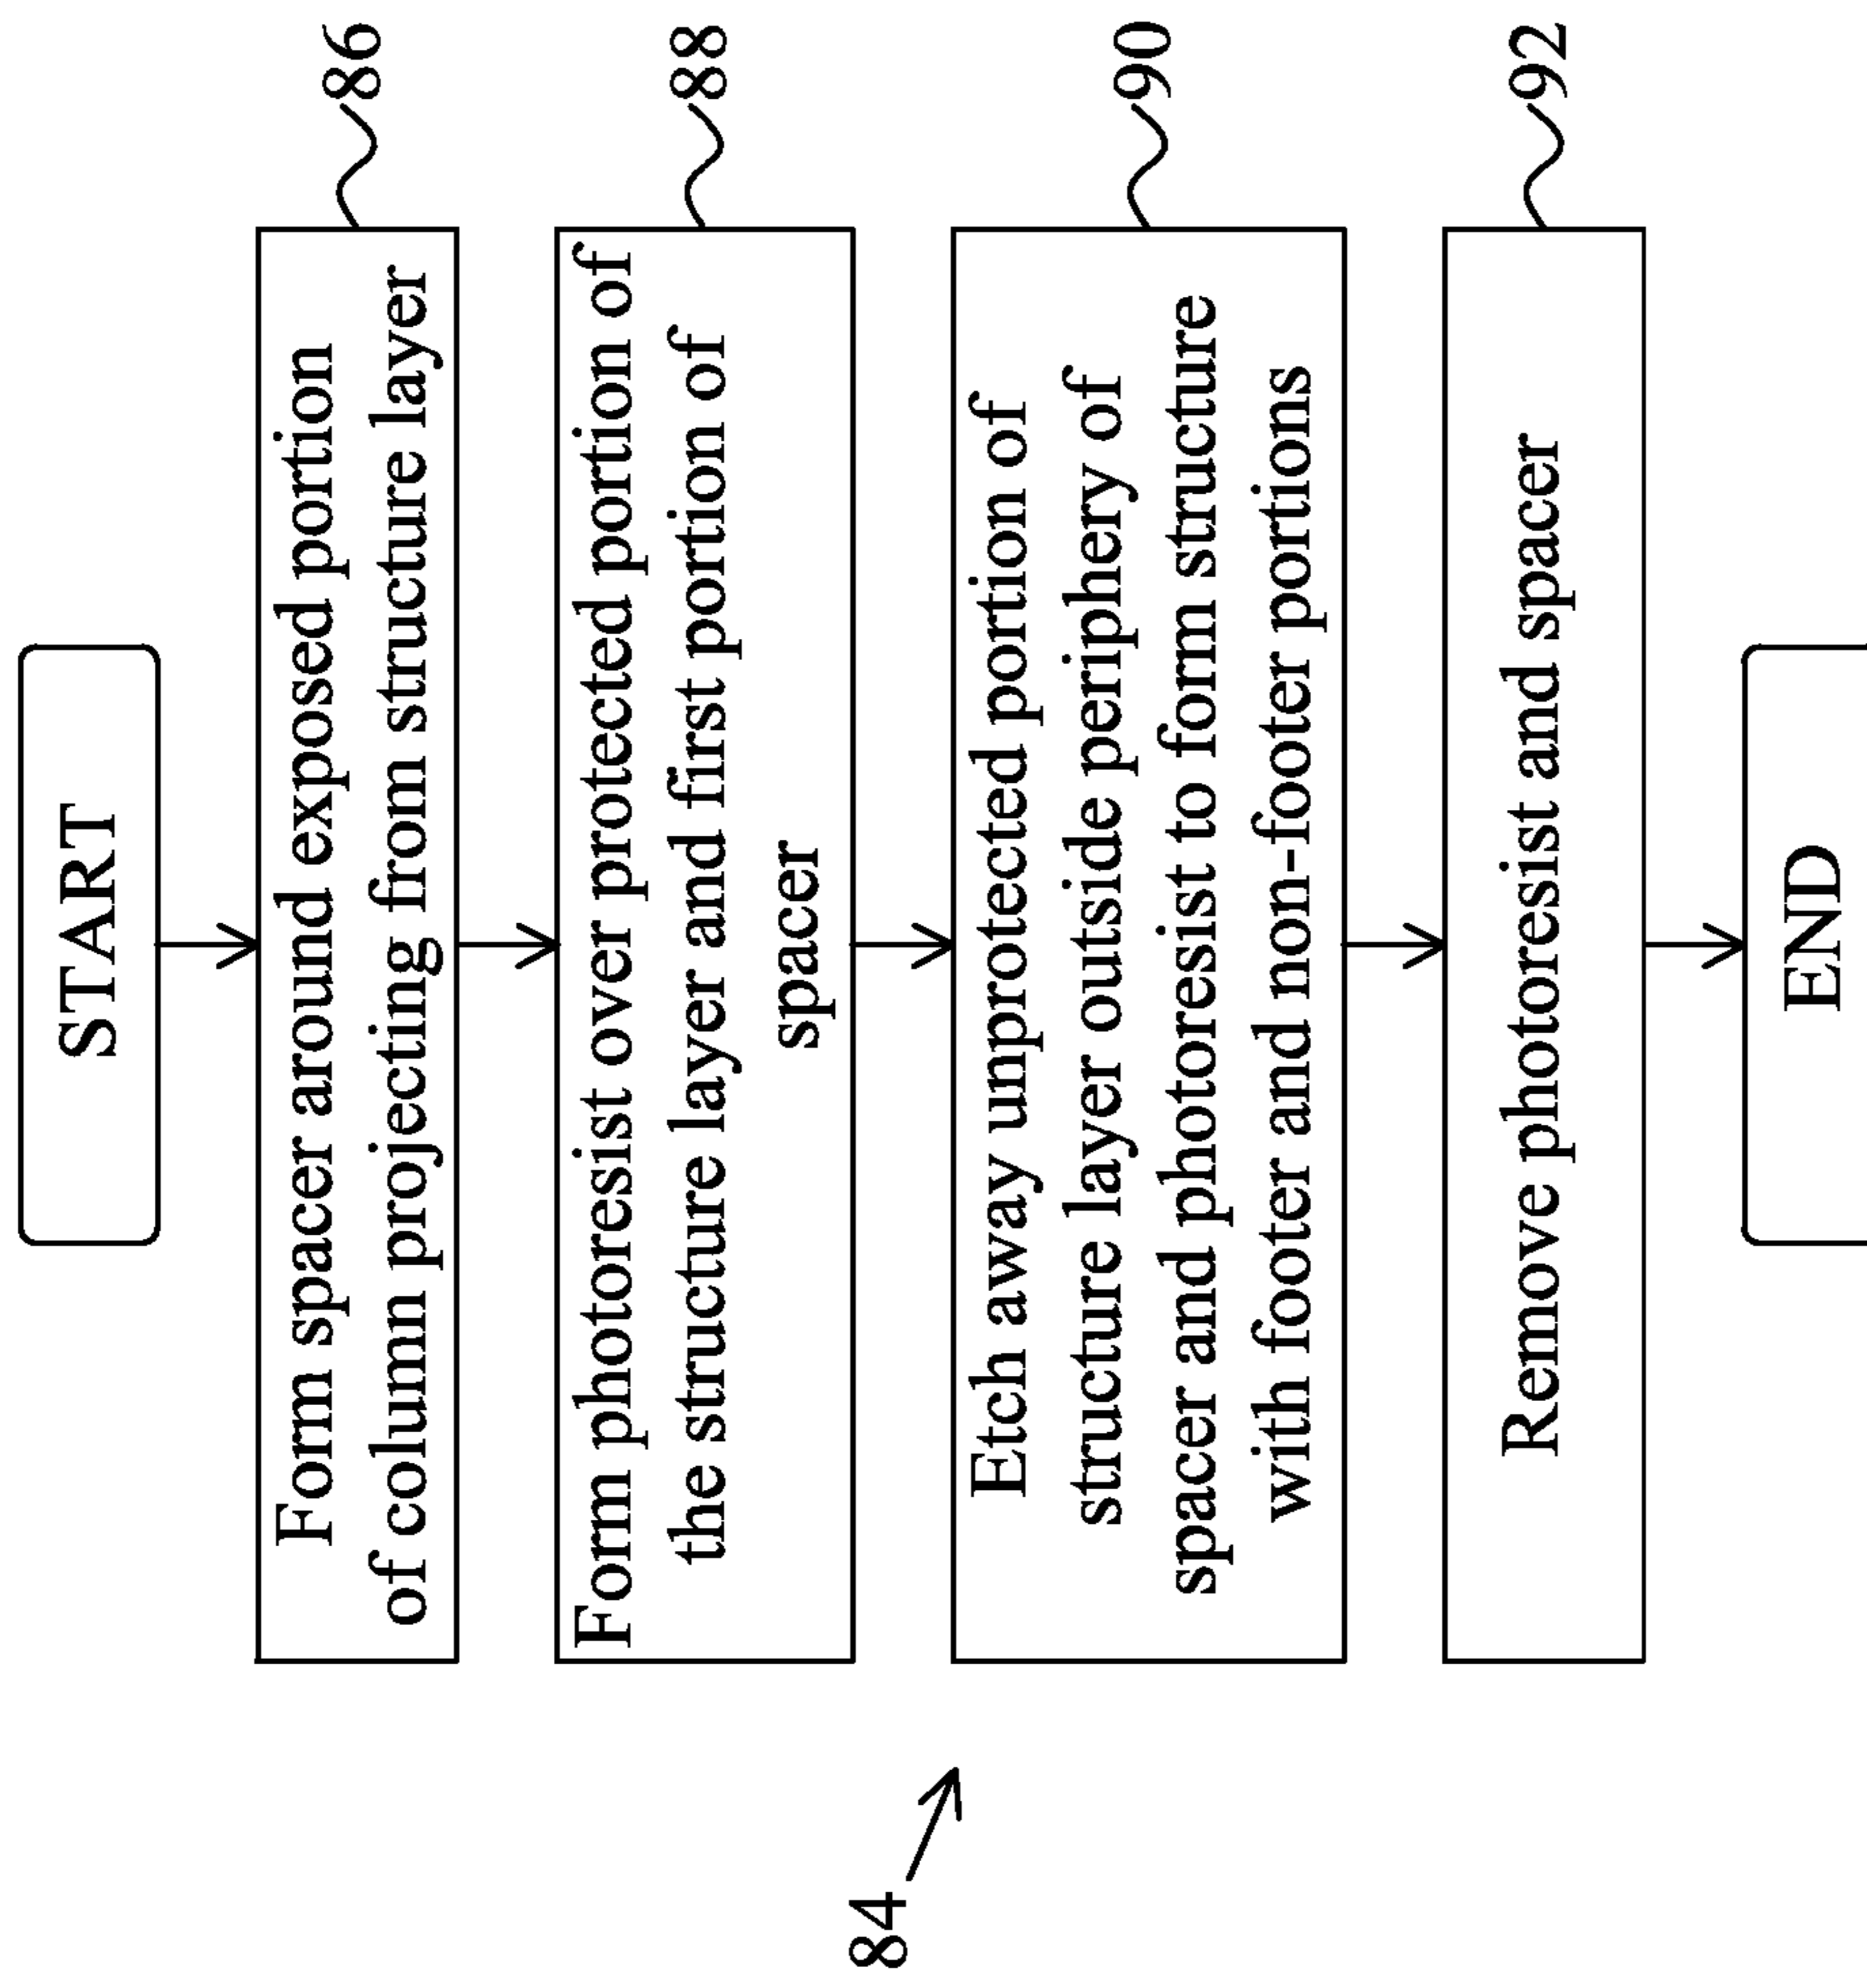 START
Form spacer around exposed portion
of column projecting from structure layer
86
Form photoresist over protected portion of
the structure layer and first portion of
spacer
88
Etch away unprotected portion of
structure layer outside periphery of
spacer and photoresist to form structure
with footer and non-footer portions
90
Remove photoresist and spacer
92
END
84